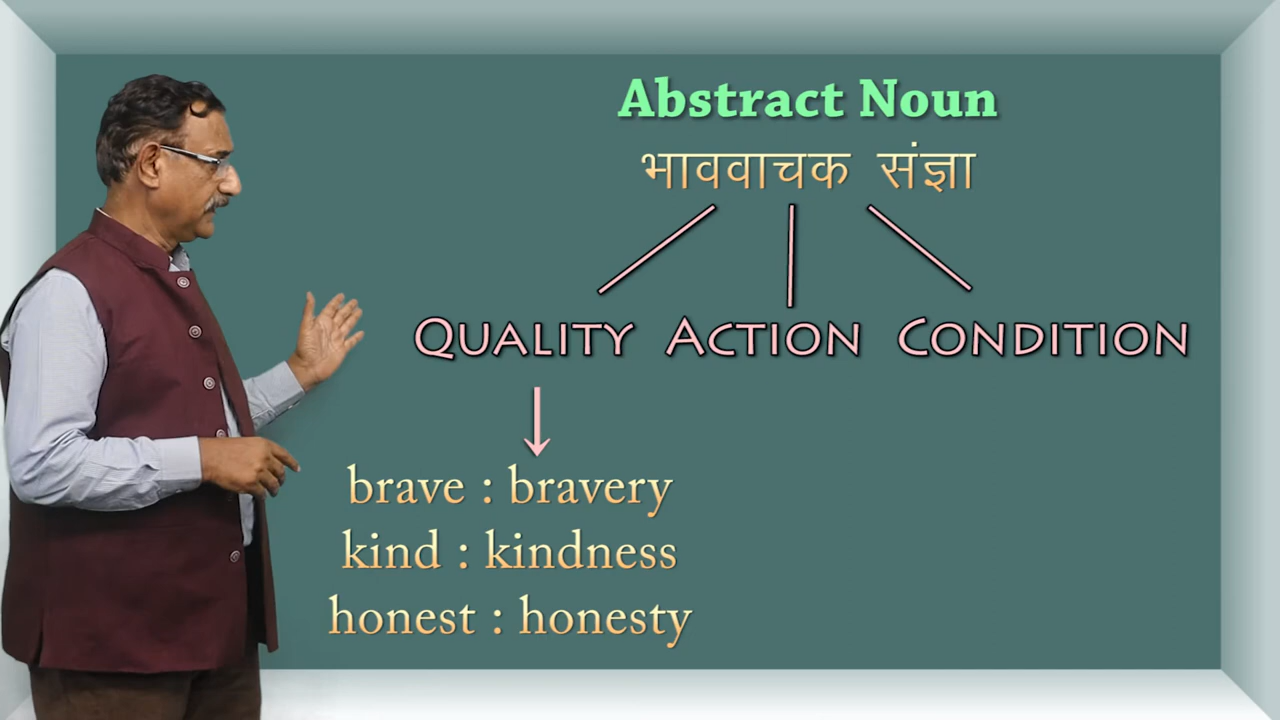 Abstract Noun
भाववाचक संज्ञा
QUALITY ACTION CONDITION
brave : bravery
kind : kindness
honest : honesty